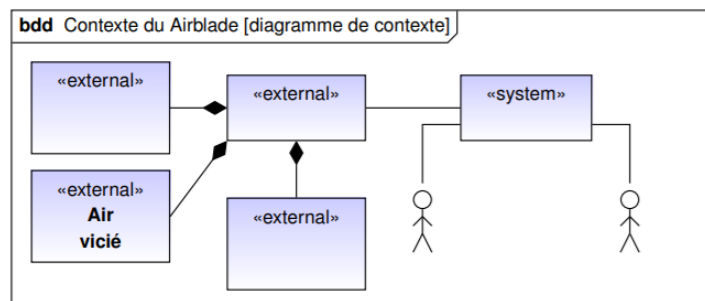 bdd Contexte du Airblade [diagramme de contexte]
«external»
«external»
«system»
«external»
Air
vicié
«external»